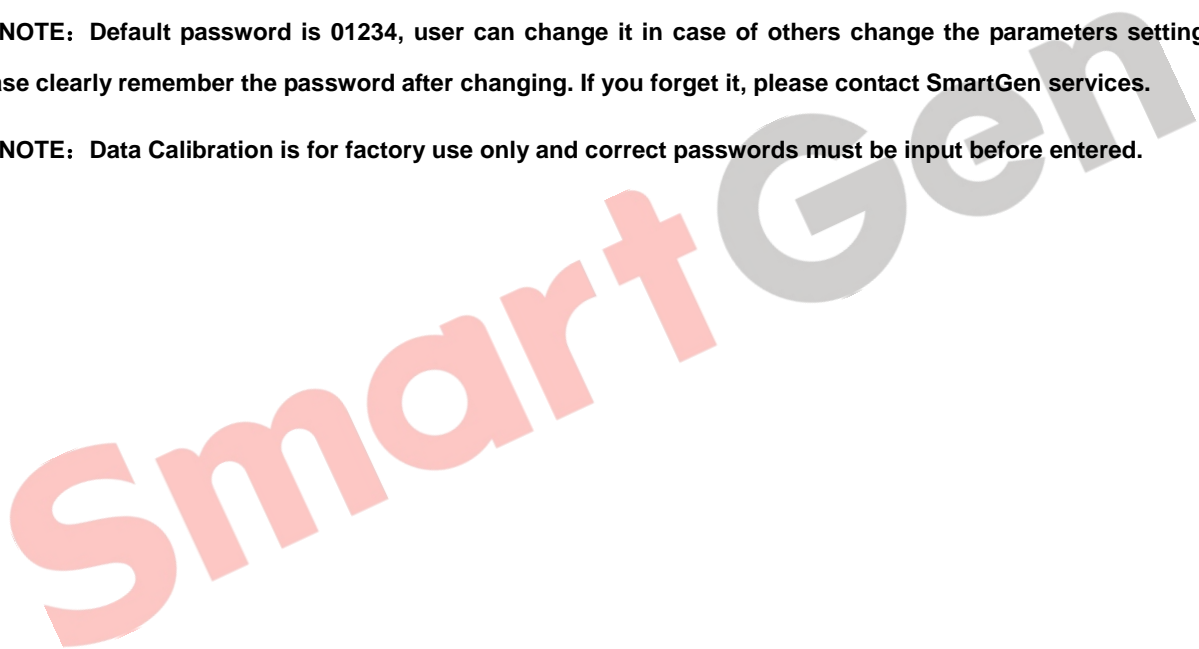 NOTE：Default password is 01234, user can change it in case of others change the parameters setting
ase clearly remember the password after changing. If you forget it, please contact SmartGen services.
NOTE：Data Calibration is for factory use only and correct passwords must be input before entered.
SmartGen